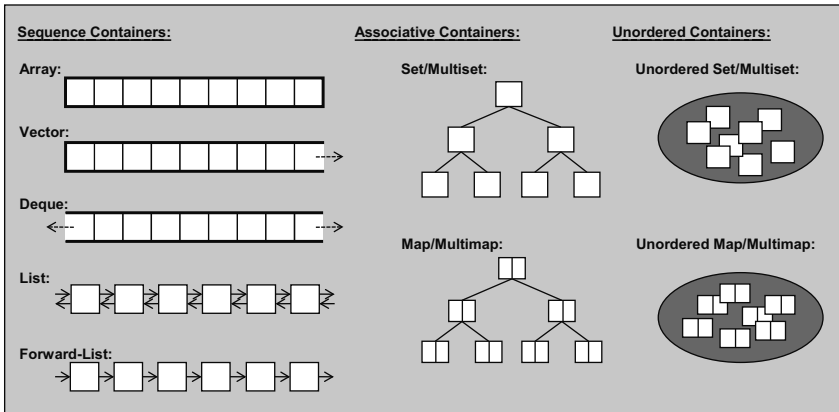 Sequence Containers:
Array:
Vector:
Deque:
List:
Forward-List:
Associative Containers:
Set/Multiset:
Map/Multimap:
Unordered Containers:
Unordered Set/Multiset:
Unordered Map/Multimap: